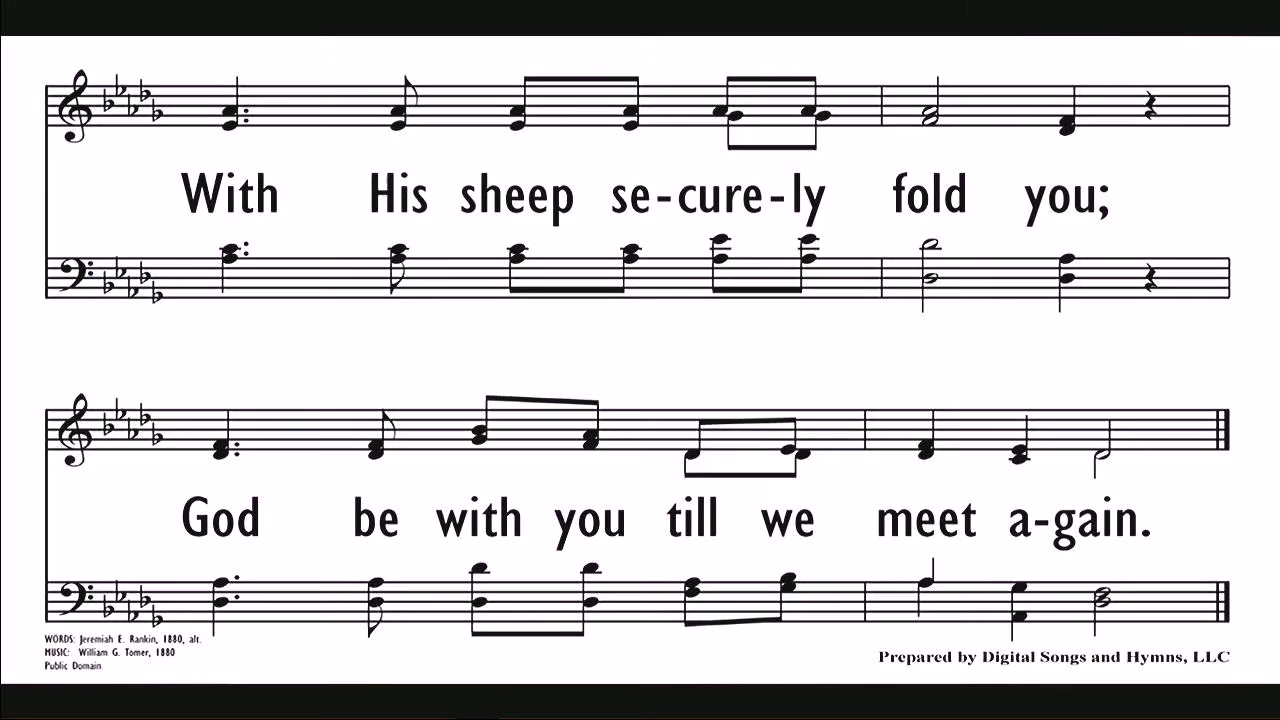 With His sheep se-cure-ly fold you;
God be with you till we meet a-gain.
WORDS: Jeremiah E. Rankin, 1880, alt.
MUSIC: William G. Tomer, 1880
Public Domain
Prepared by Digital Songs and Hymns, LLC